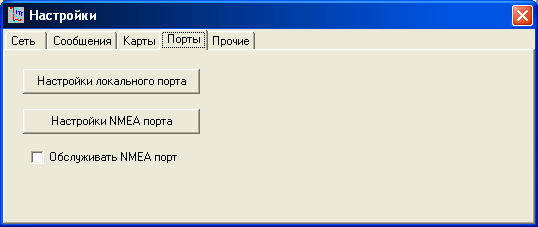 Настройки
Сеть Сообщения Карты Порты Прочие
Настройки локального порта
Настройки NMEA порта
Обслуживать NMEA порт